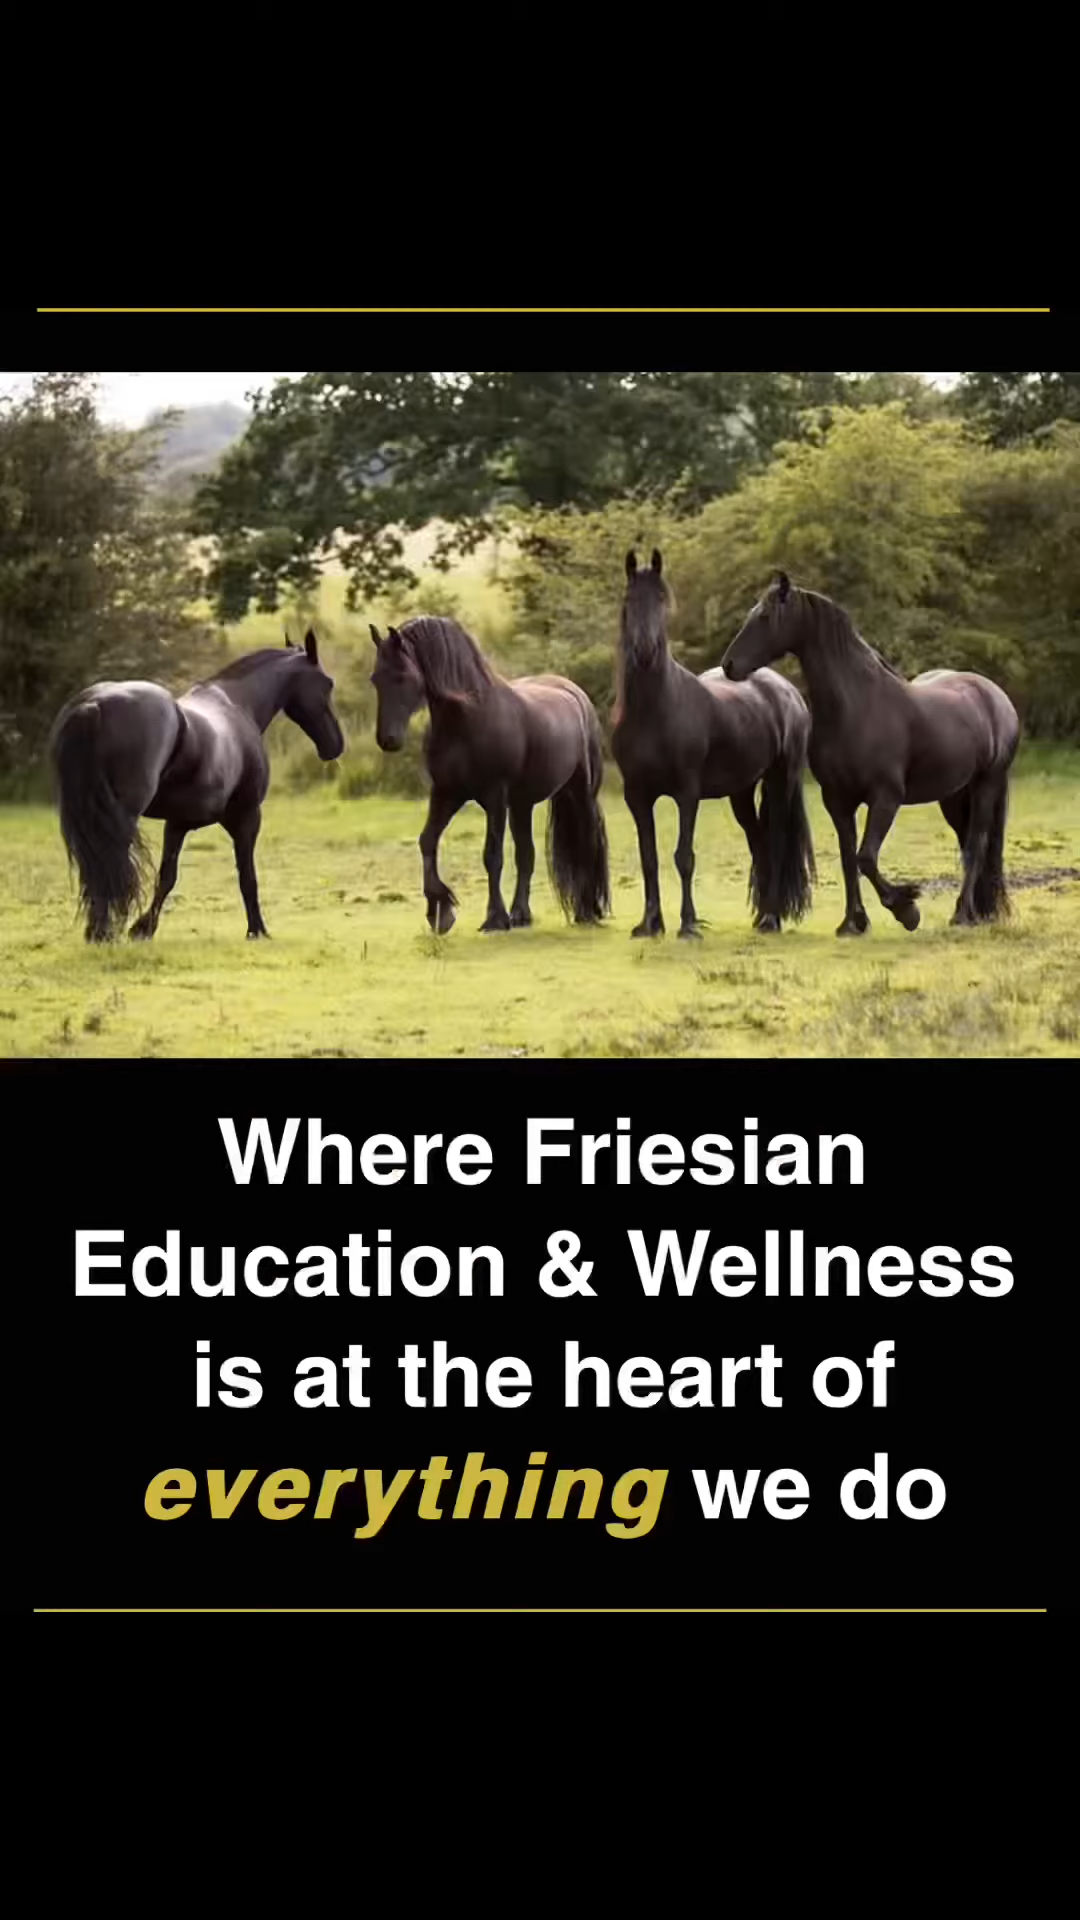 Where Friesian
Education & Wellness
is at the heart of
everything we do